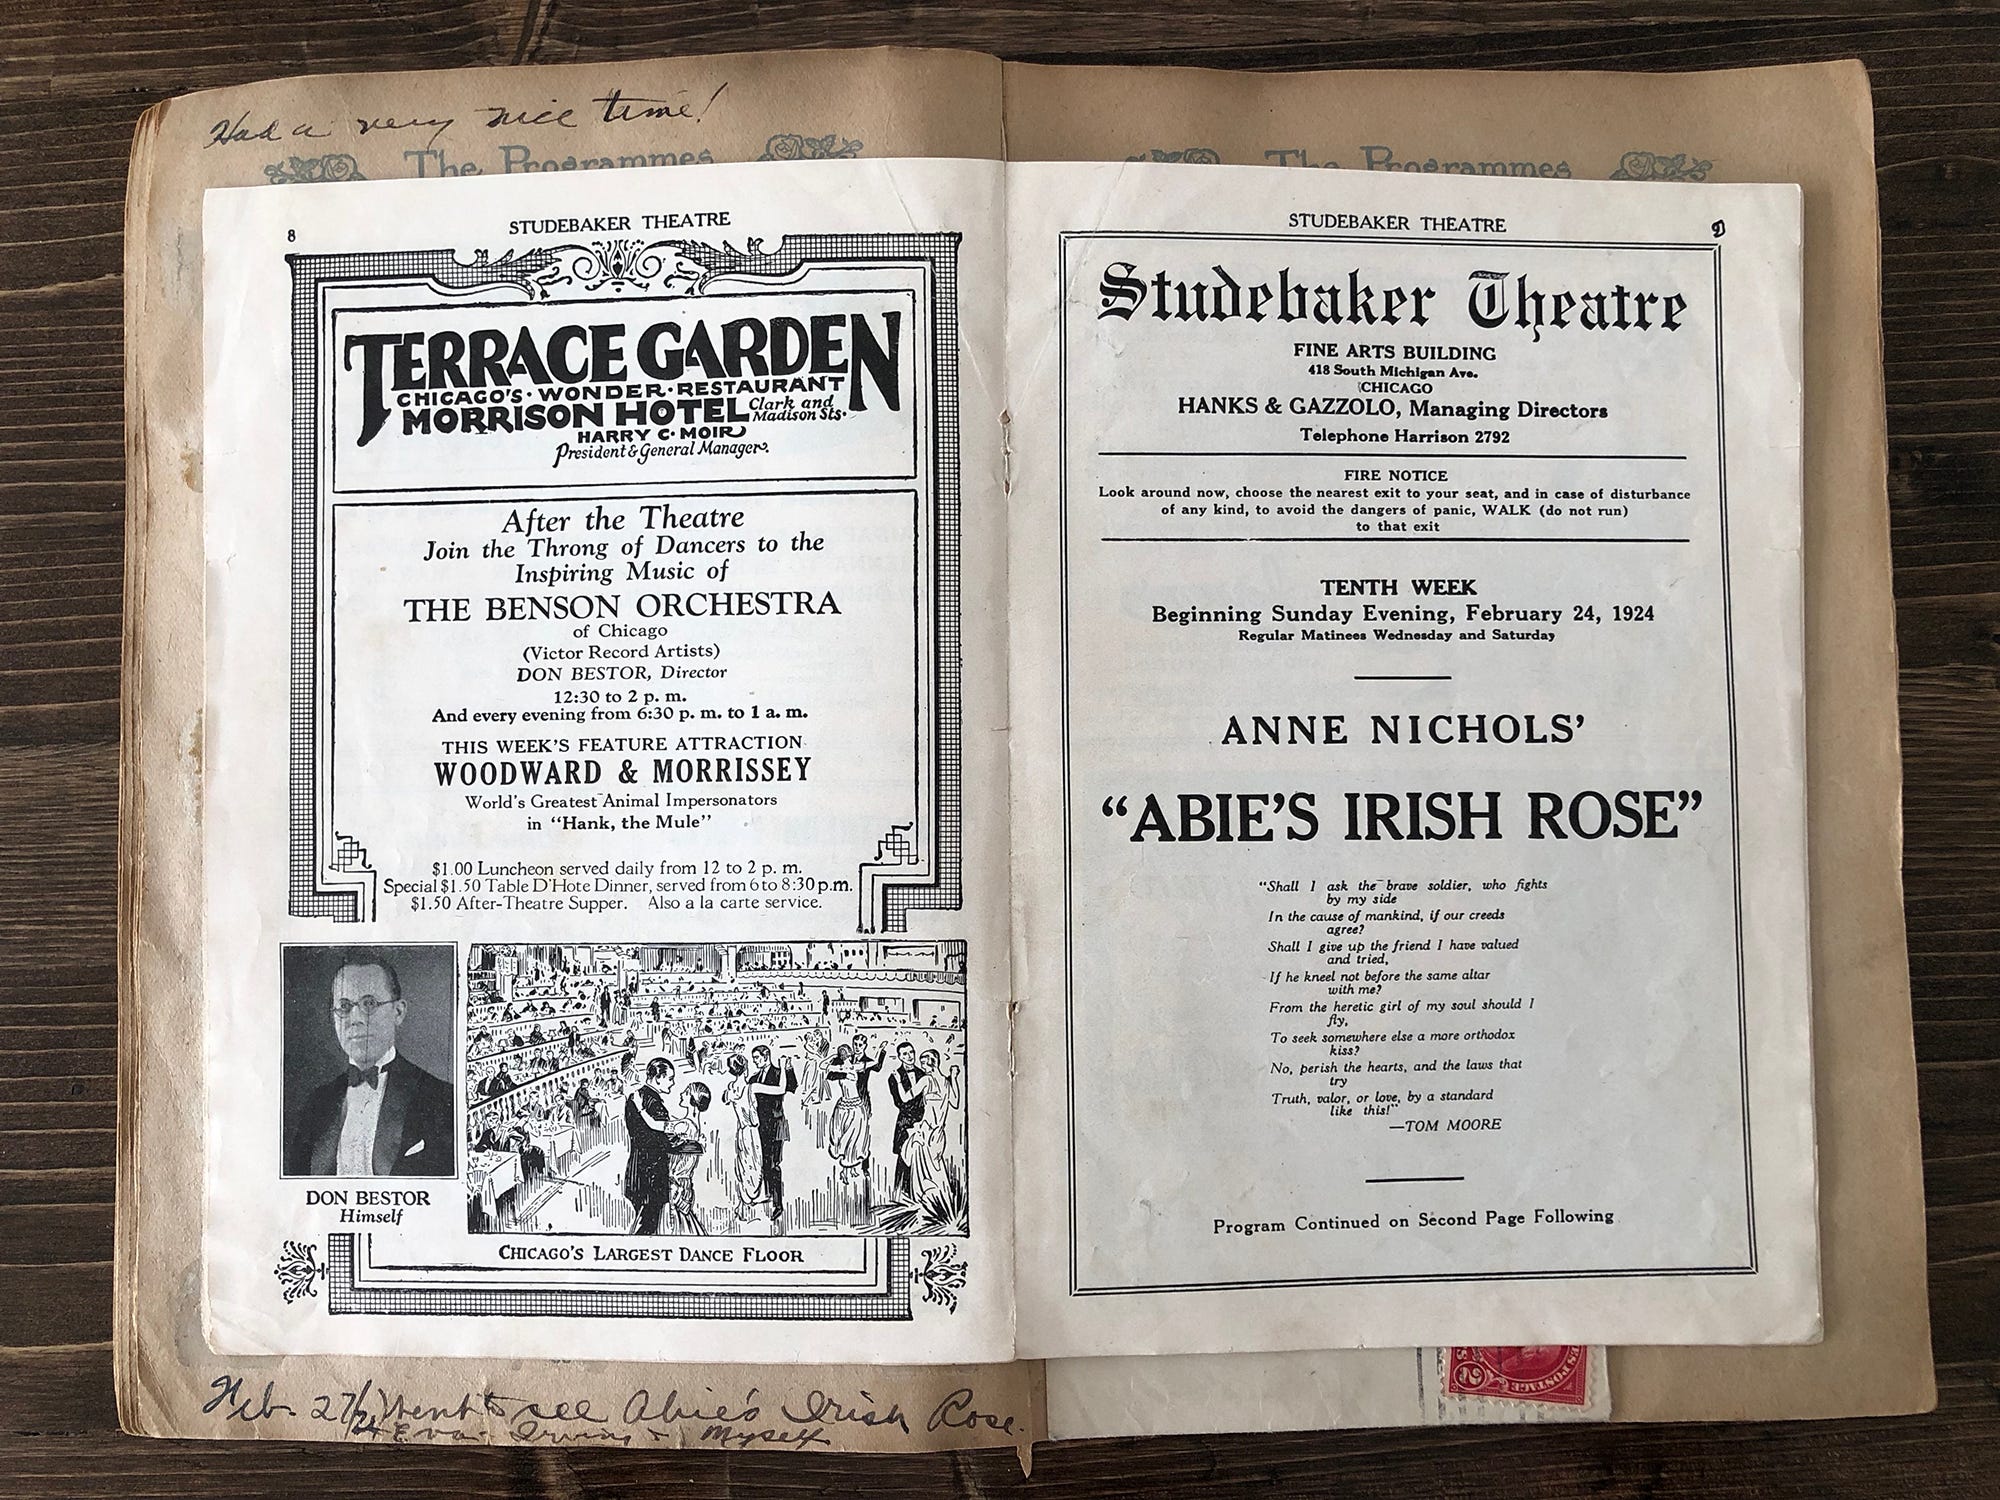 Had a very nice time!
The Programmes
8
STUDEBAKER THEATRE
TERRACE GARDEN
CHICAGO'S·WONDER·RESTAURANT
MORRISON HOTEL Clark and Madison Sts.
HARRY C·MOIR
President & General Manager.
After the Theatre
Join the Throng of Dancers to the
Inspiring Music of
THE BENSON ORCHESTRA
of Chicago
(Victor Record Artists)
DON BESTOR, Director
12:30 to 2 p. m.
And every evening from 6:30 p. m. to 1 a. m.
THIS WEEK'S FEATURE ATTRACTION
WOODWARD & MORRISSEY
World's Greatest Animal Impersonators
in "Hank, the Mule"
$1.00 Luncheon served daily from 12 to 2 p. m.
Special $1.50 Table D'Hote Dinner, served from 6 to 8:30 p.m.
$1.50 After-Theatre Supper. Also a la carte service.
DON BESTOR
Himself
CHICAGO'S LARGEST DANCE FLOOR
Feb. 27/24 Went to see Abie's Irish Rose.
Eva - Irving + Myself
The Programmes
STUDEBAKER THEATRE
9
Studebaker Theatre
FINE ARTS BUILDING
418 South Michigan Ave.
CHICAGO
HANKS & GAZZOLO, Managing Directors
Telephone Harrison 2792
FIRE NOTICE
Look around now, choose the nearest exit to your seat, and in case of disturbance
of any kind, to avoid the dangers of panic, WALK (do not run)
to that exit
TENTH WEEK
Beginning Sunday Evening, February 24, 1924
Regular Matinees Wednesday and Saturday
ANNE NICHOLS'
"ABIE'S IRISH ROSE"
"Shall I ask the brave soldier, who fights
by my side
In the cause of mankind, if our creeds
agree?
Shall I give up the friend I have valued
and tried,
If he kneel not before the same altar
with me?
From the heretic girl of my soul should I
fly,
To seek somewhere else a more orthodox
kiss?
No, perish the hearts, and the laws that
try
Truth, valor, or love, by a standard
like this!"
—TOM MOORE
Program Continued on Second Page Following
2
POSTAGE